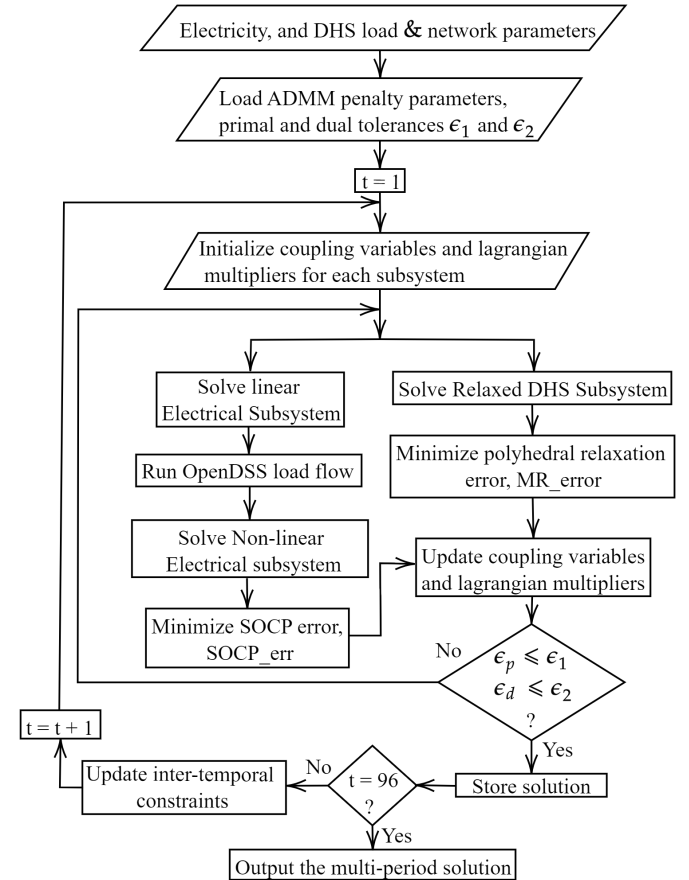 Electricity, and DHS load & network parameters
Load ADMM penalty parameters,
primal and dual tolerances ϵ₁ and ϵ₂
t = 1
Initialize coupling variables and lagrangian
multipliers for each subsystem
Solve linear
Electrical Subsystem
Run OpenDSS load flow
Solve Non-linear
Electrical subsystem
Minimize SOCP error,
SOCP_err
Solve Relaxed DHS Subsystem
Minimize polyhedral relaxation
error, MR_error
Update coupling variables
and lagrangian multipliers
No
ϵₚ ⩽ ϵ₁
ϵ_d ⩽ ϵ₂
?
Yes
Store solution
t = 96
?
No
Update inter-temporal
constraints
t = t + 1
Yes
Output the multi-period solution